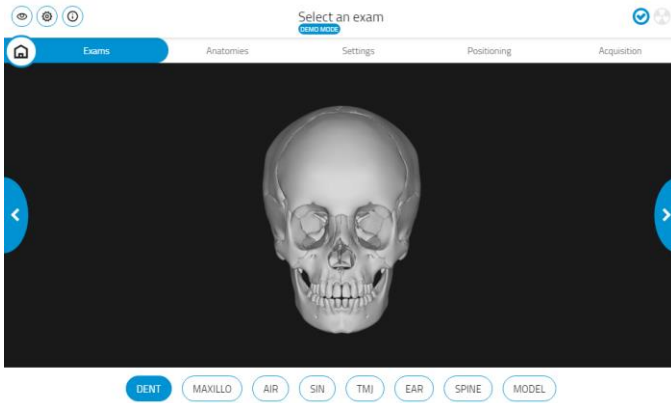 Select an exam
DEMO MODE
Exams Anatomies Settings Positioning Acquisition
DENT MAXILLO AIR SIN TMJ EAR SPINE MODEL